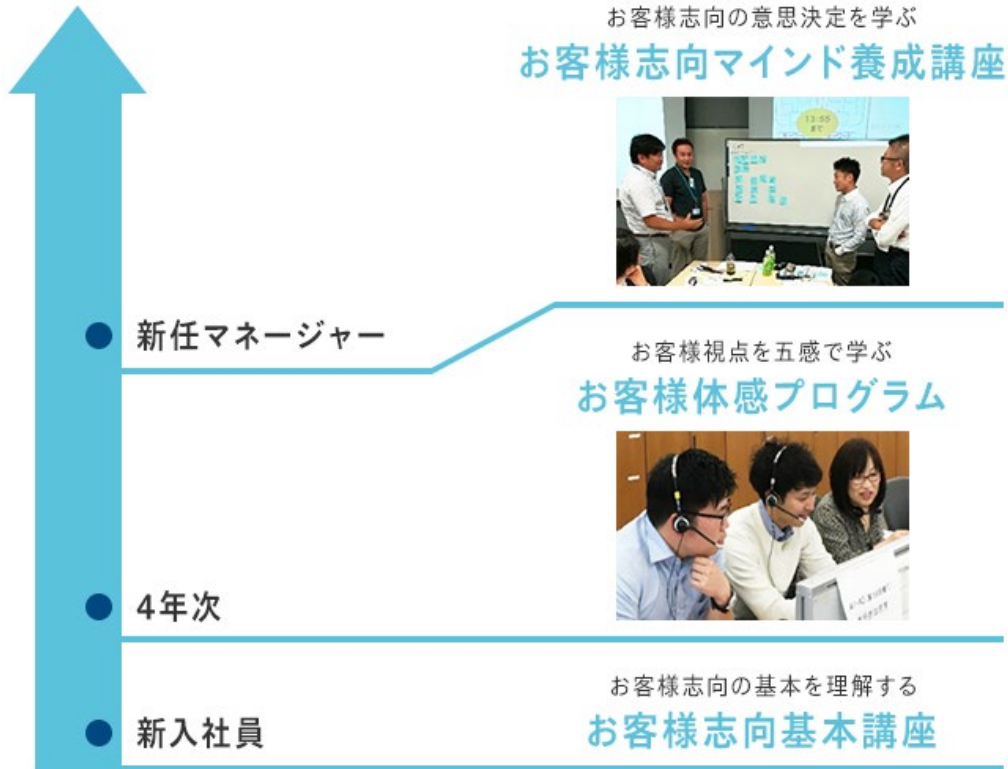 お客様志向の意思決定を学ぶ
お客様志向マインド養成講座
13:55
まで
新任マネージャー
お客様視点を五感で学ぶ
お客様体感プログラム
4年次
お客様志向の基本を理解する
新入社員
お客様志向基本講座